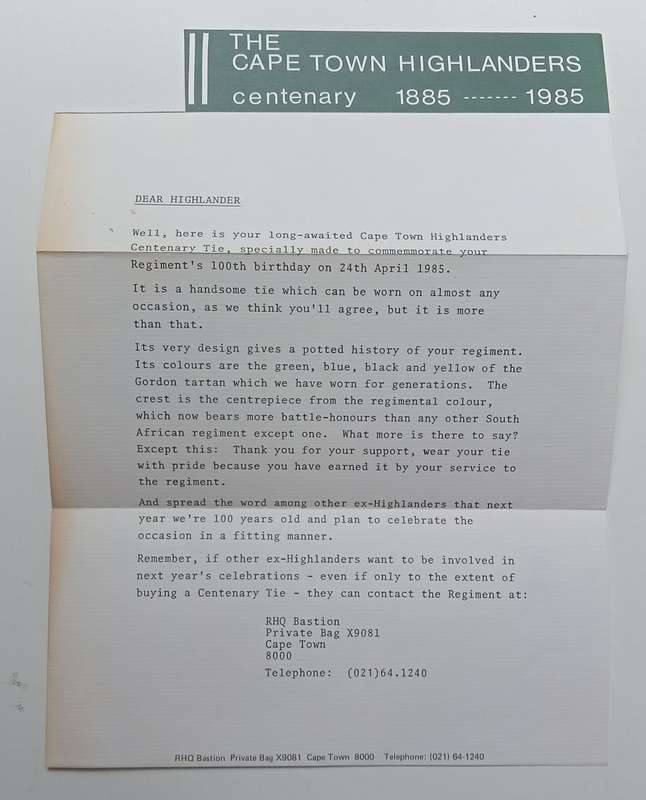 THE
CAPE TOWN HIGHLANDERS
centenary 1885 ------- 1985
DEAR HIGHLANDER
Well, here is your long-awaited Cape Town Highlanders
Centenary Tie, specially made to commemmorate your
Regiment's 100th birthday on 24th April 1985.
It is a handsome tie which can be worn on almost any
occasion, as we think you'll agree, but it is more
than that.
Its very design gives a potted history of your regiment.
Its colours are the green, blue, black and yellow of the
Gordon tartan which we have worn for generations. The
crest is the centrepiece from the regimental colour,
which now bears more battle-honours than any other South
African regiment except one. What more is there to say?
Except this: Thank you for your support, wear your tie
with pride because you have earned it by your service to
the regiment.
And spread the word among other ex-Highlanders that next
year we're 100 years old and plan to celebrate the
occasion in a fitting manner.
Remember, if other ex-Highlanders want to be involved in
next year's celebrations - even if only to the extent of
buying a Centenary Tie - they can contact the Regiment at:
RHQ Bastion
Private Bag X9081
Cape Town
8000
Telephone: (021)64.1240
RHQ Bastion Private Bag X9081 Cape Town 8000 Telephone: (021) 64-1240